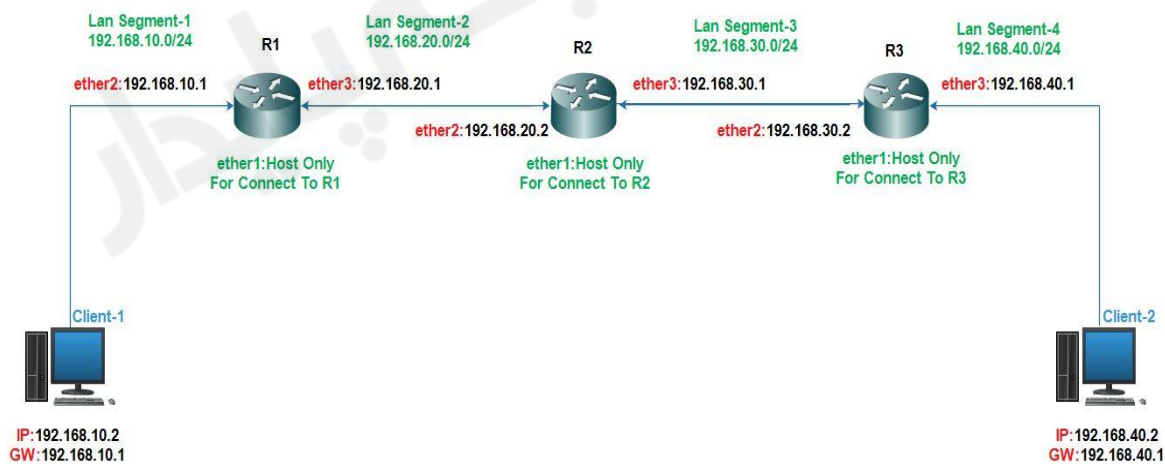 Lan Segment-1
192.168.10.0/24
R1
Lan Segment-2
192.168.20.0/24
R2
Lan Segment-3
192.168.30.0/24
R3
Lan Segment-4
192.168.40.0/24
ether2:192.168.10.1
ether3:192.168.20.1
ether2:192.168.20.2
ether3:192.168.30.1
ether2:192.168.30.2
ether3:192.168.40.1
ether1:Host Only
For Connect To R1
ether1:Host Only
For Connect To R2
ether1:Host Only
For Connect To R3
Client-1
IP:192.168.10.2
GW:192.168.10.1
Client-2
IP:192.168.40.2
GW:192.168.40.1